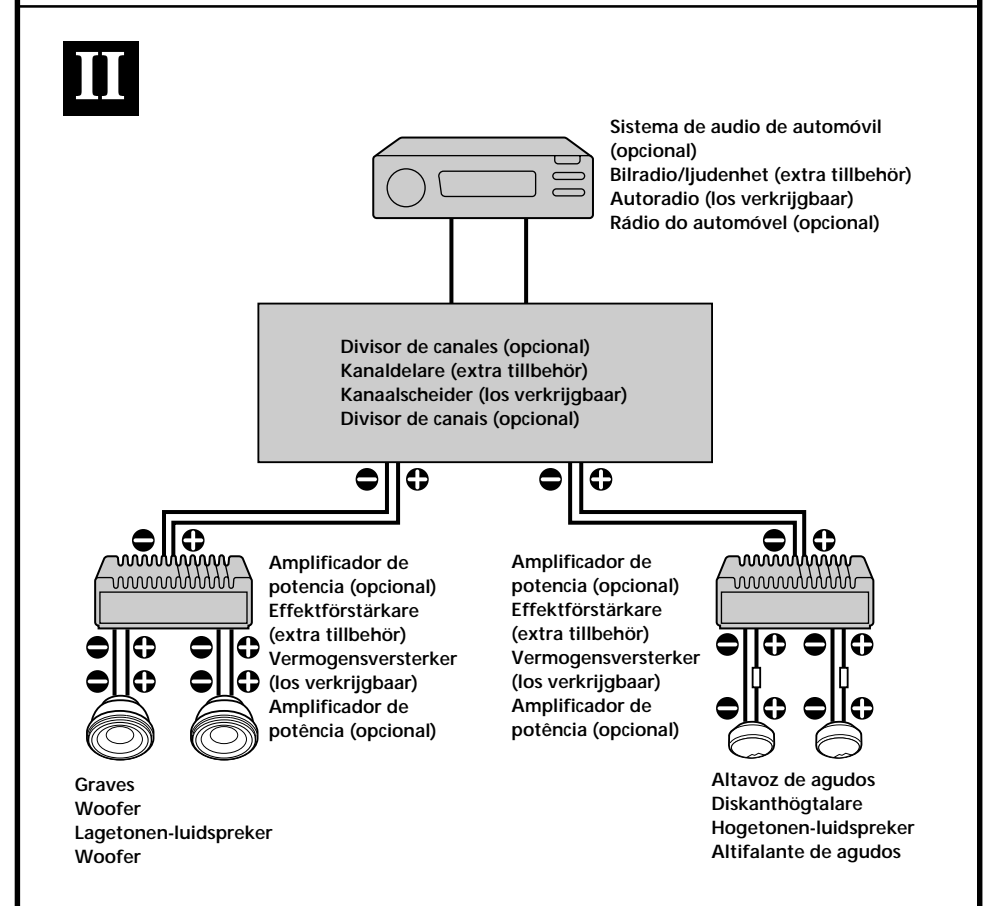 II
Sistema de audio de automóvil
(opcional)
Bilradio/ljudenhet (extra tillbehör)
Autoradio (los verkrijgbaar)
Rádio do automóvel (opcional)
Divisor de canales (opcional)
Kanaldelare (extra tillbehör)
Kanaalscheider (los verkrijgbaar)
Divisor de canais (opcional)
Amplificador de
potencia (opcional)
Effektförstärkare
(extra tillbehör)
Vermogensversterker
(los verkrijgbaar)
Amplificador de
potência (opcional)
Amplificador de
potencia (opcional)
Effektförstärkare
(extra tillbehör)
Vermogensversterker
(los verkrijgbaar)
Amplificador de
potência (opcional)
Graves
Woofer
Lagetonen-luidspreker
Woofer
Altavoz de agudos
Diskanthögtalare
Hogetonen-luidspreker
Altifalante de agudos